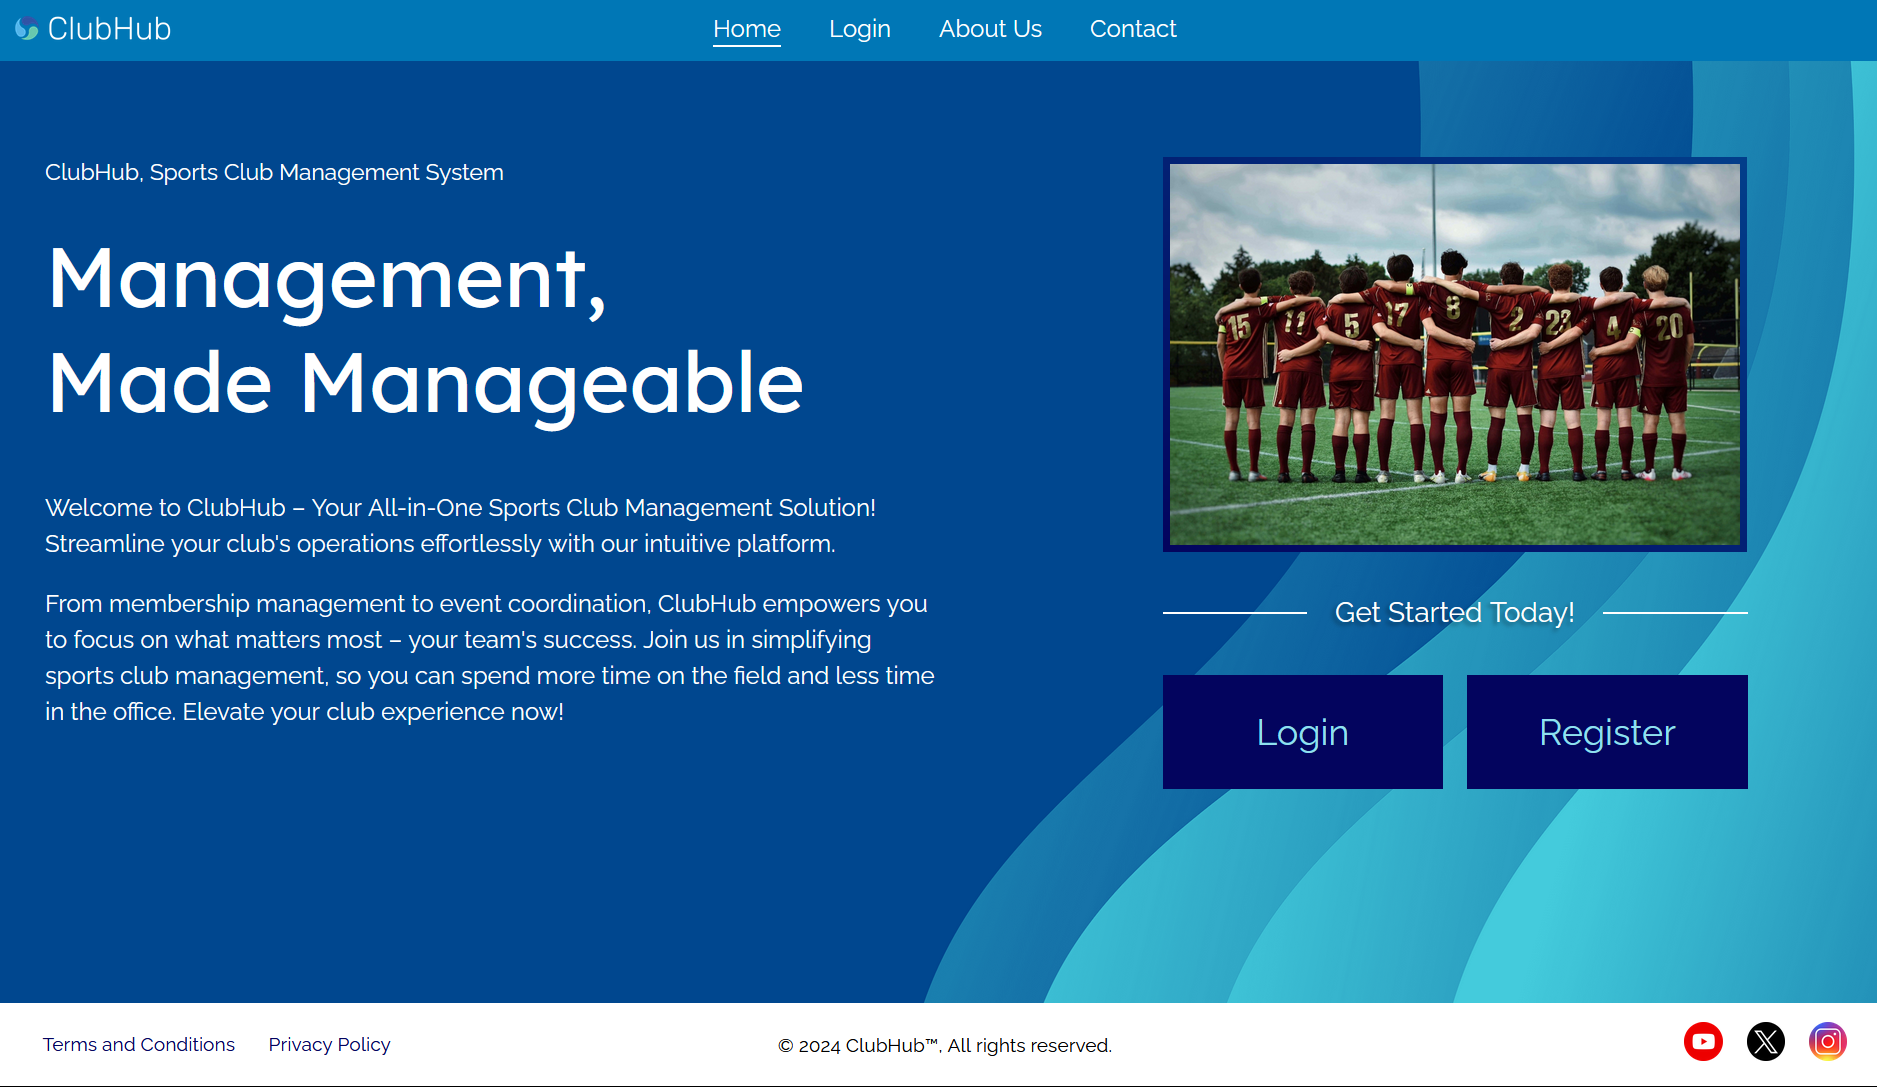 ClubHub
Home Login About Us Contact
ClubHub, Sports Club Management System
Management,
Made Manageable
Welcome to ClubHub – Your All-in-One Sports Club Management Solution!
Streamline your club's operations effortlessly with our intuitive platform.
From membership management to event coordination, ClubHub empowers you
to focus on what matters most – your team's success. Join us in simplifying
sports club management, so you can spend more time on the field and less time
in the office. Elevate your club experience now!
15 11 5 17 8 2 23 4 20
Get Started Today!
Login Register
Terms and Conditions Privacy Policy
© 2024 ClubHub™, All rights reserved.